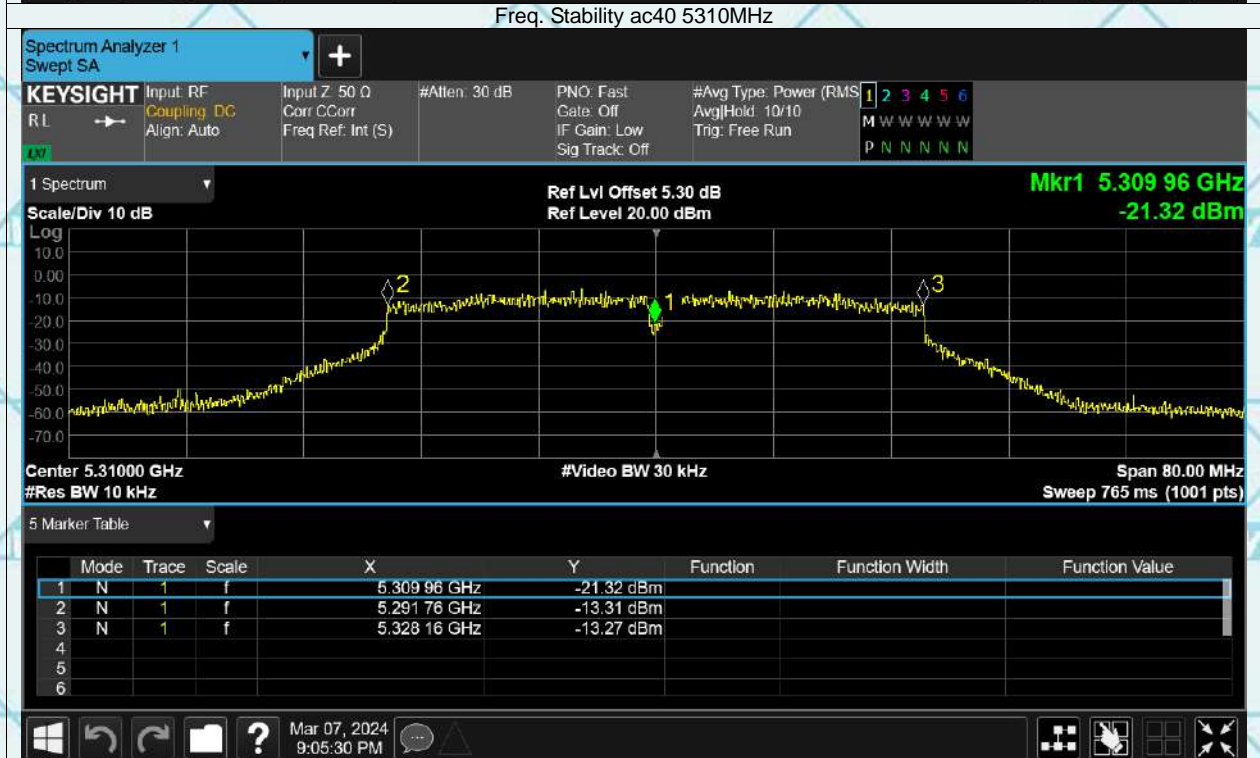 Freq. Stability ac40 5310MHz
Spectrum Analyzer 1
Swept SA
+
KEYSIGHT
RL
LXI
Input: RF
Coupling: DC
Align: Auto
Input Z: 50 Ω
Corr CCorr
Freq Ref: Int (S)
#Atten: 30 dB
PNO: Fast
Gate: Off
IF Gain: Low
Sig Track: Off
#Avg Type: Power (RMS
Avg|Hold: 10/10
Trig: Free Run
1 2 3 4 5 6
M W W W W W
P N N N N N
1 Spectrum
Scale/Div 10 dB
Ref Lvl Offset 5.30 dB
Ref Level 20.00 dBm
Mkr1 5.309 96 GHz
-21.32 dBm
Log
10.0
0.00
-10.0
-20.0
-30.0
-40.0
-50.0
-60.0
-70.0
2
1
3
Center 5.31000 GHz
#Video BW 30 kHz
Span 80.00 MHz
#Res BW 10 kHz
Sweep 765 ms (1001 pts)
5 Marker Table
Mode Trace Scale X Y Function Function Width Function Value
1 N 1 f 5.309 96 GHz -21.32 dBm
2 N 1 f 5.291 76 GHz -13.31 dBm
3 N 1 f 5.328 16 GHz -13.27 dBm
4
5
6
?
Mar 07, 2024
9:05:30 PM